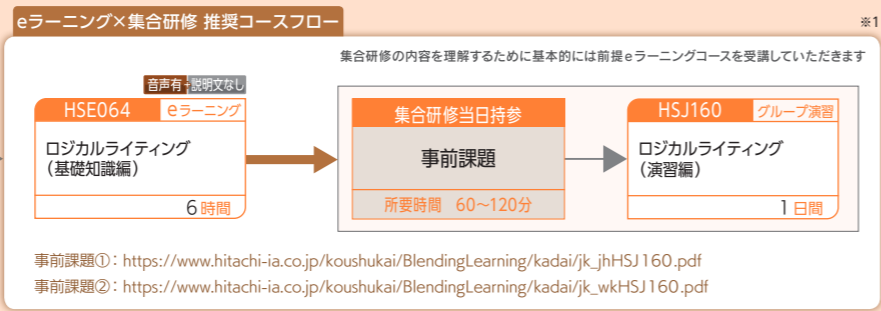 eラーニング×集合研修 推奨コースフロー
※1
集合研修の内容を理解するために基本的には前提eラーニングコースを受講していただきます
音声有+説明文なし
HSE064 eラーニング
ロジカルライティング
（基礎知識編）
6時間
集合研修当日持参
事前課題
所要時間 60～120分
HSJ160 グループ演習
ロジカルライティング
（演習編）
1日間
事前課題①：https://www.hitachi-ia.co.jp/koushukai/BlendingLearning/kadai/jk_jhHSJ160.pdf
事前課題②：https://www.hitachi-ia.co.jp/koushukai/BlendingLearning/kadai/jk_wkHSJ160.pdf